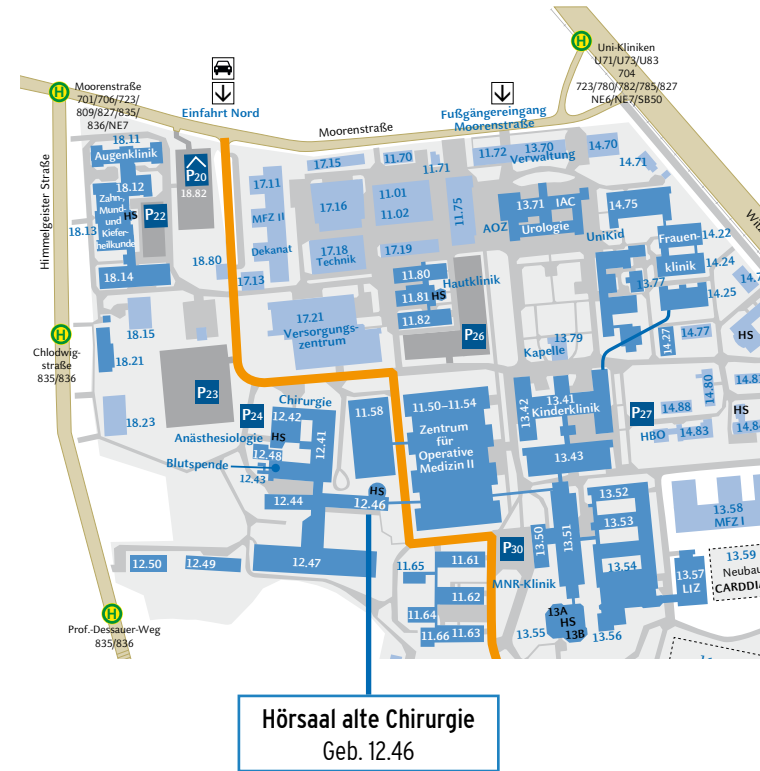 H
Uni-Kliniken
U71/U73/U83
704
723/780/782/785/827
NE6/NE7/SB50
H
Moorenstraße
701/706/723/
809/827/835/
836/NE7
Einfahrt Nord
Moorenstraße
Fußgängereingang
Moorenstraße
Himmelgeister Straße
18.11
Augenklinik
18.12
Zahn-,
Mund-
und
Kiefer-
heilkunde
HS
18.13
18.14
P22
P20
18.82
18.80
17.11
MFZ II
Dekanat
17.13
17.15
17.16
17.18
Technik
11.70
11.71
11.01
11.02
17.19
11.75
11.72
13.70
Verwaltung
14.70
14.71
13.71
IAC
AOZ
Urologie
14.75
UniKid
Frauen-
klinik
14.22
14.24
14.25
13.77
11.80
11.81
HS
Hautklinik
11.82
P26
17.21
Versorgungs-
zentrum
13.79
Kapelle
14.27
14.77
HS
H
Chlodwig-
straße
835/836
18.15
18.21
18.23
P23
P24
Chirurgie
12.42
12.41
HS
Anästhesiologie
12.48
Blutspende
12.43
12.44
HS
12.46
12.47
12.50
12.49
11.58
11.50–11.54
Zentrum
für
Operative
Medizin II
13.42
13.41
Kinderklinik
13.43
P27
14.80
14.88
HBO
14.83
HS
13.52
13.53
13.54
13.51
13.50
P30
MNR-Klinik
13.58
MFZ I
13.59
CARDDI
13.57
LIZ
13A
HS
13B
13.55
13.56
11.61
11.65
11.62
11.64
11.66
11.63
H
Prof.-Dessauer-Weg
835/836
Hörsaal alte Chirurgie
Geb. 12.46